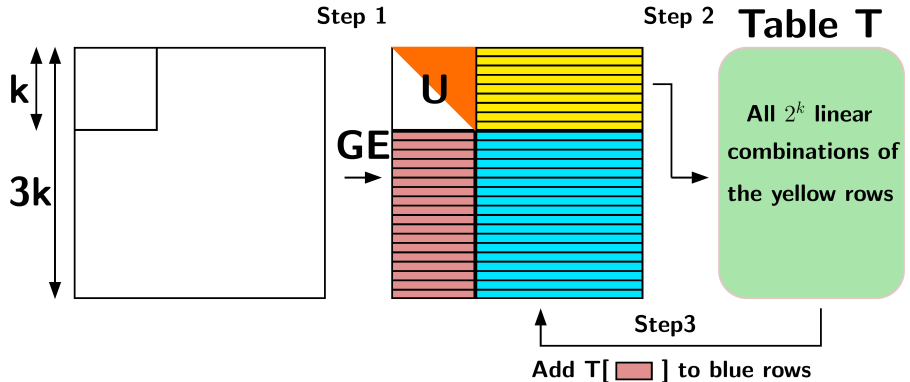 Step 1
Step 2
Table T
k
3k
GE
U
All 2^k linear
combinations of
the yellow rows
Step3
Add T[ ] to blue rows